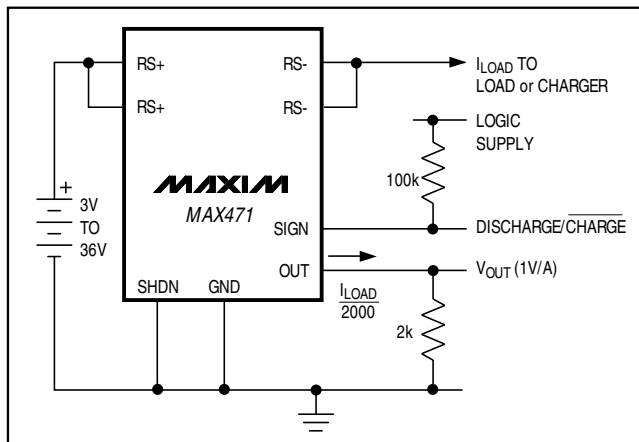 RS+
RS-
I_LOAD TO
LOAD or CHARGER
RS+
RS-
LOGIC
SUPPLY
100k
+
3V
TO
36V
MAXIM
MAX471
SIGN
DISCHARGE/CHARGE
OUT
V_OUT (1V/A)
SHDN
GND
I_LOAD
2000
2k